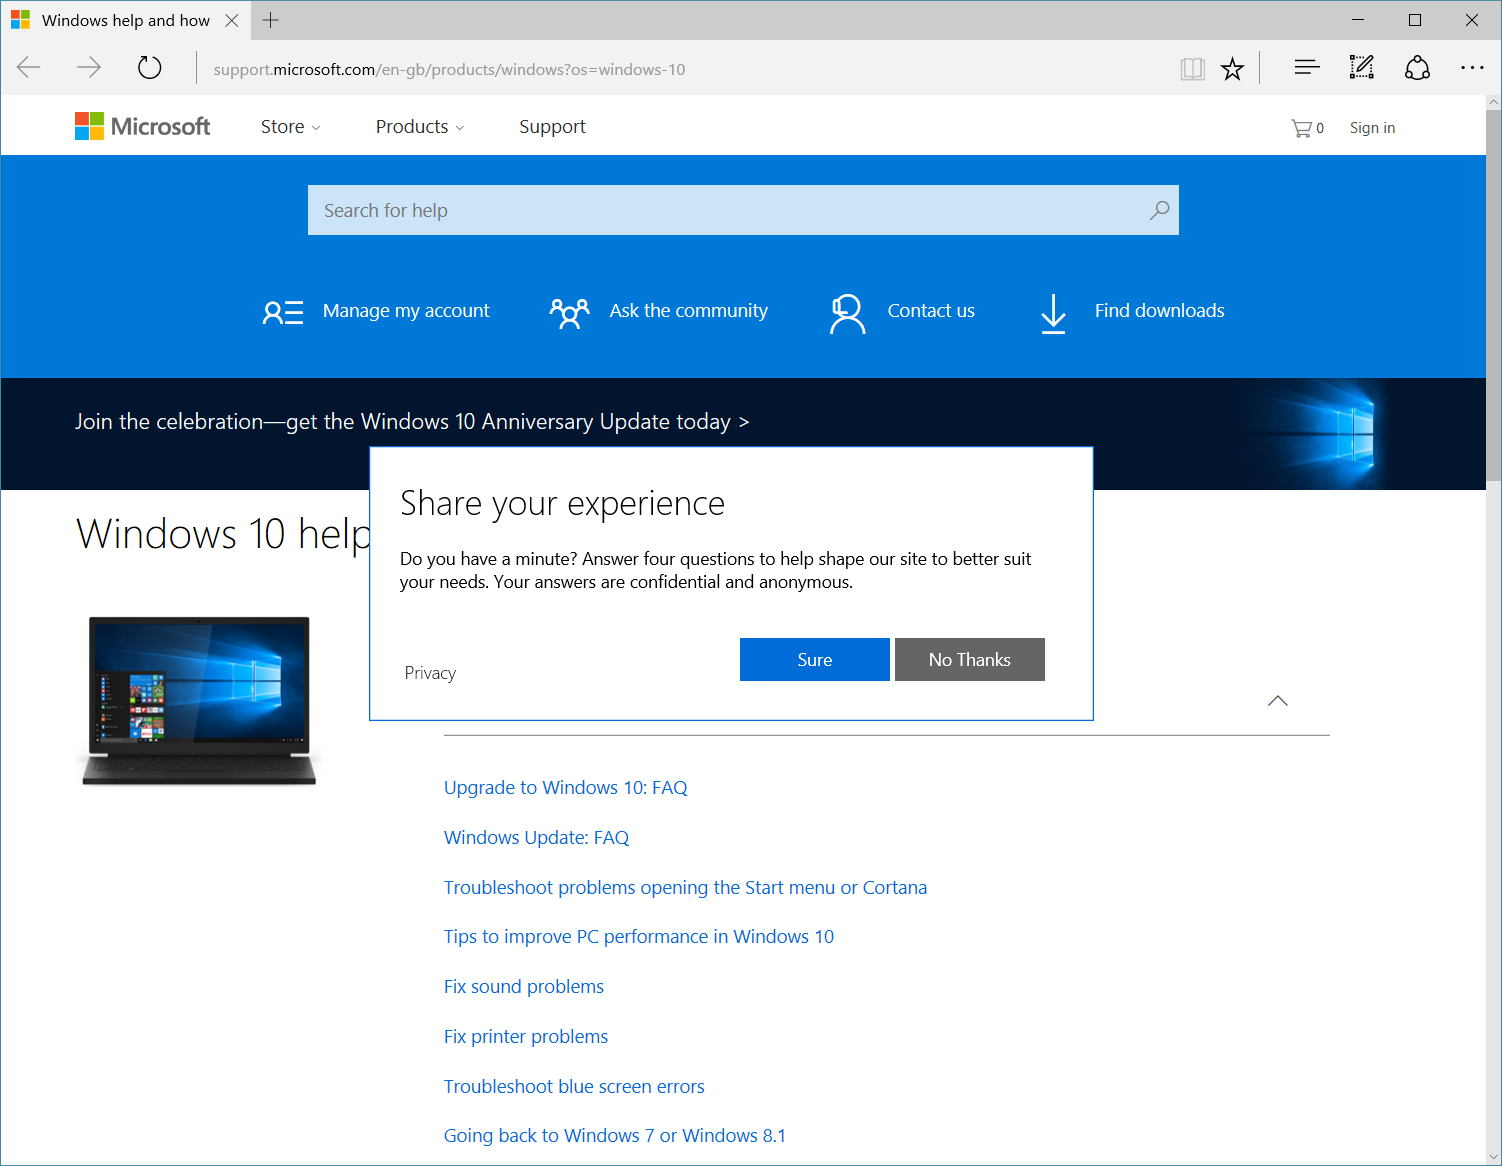 Windows help and how
support.microsoft.com/en-gb/products/windows?os=windows-10
Microsoft
Store
Products
Support
0
Sign in
Search for help
Manage my account
Ask the community
Contact us
Find downloads
Join the celebration—get the Windows 10 Anniversary Update today >
Windows 10 help
Share your experience
Do you have a minute? Answer four questions to help shape our site to better suit
your needs. Your answers are confidential and anonymous.
Privacy
Sure
No Thanks
Upgrade to Windows 10: FAQ
Windows Update: FAQ
Troubleshoot problems opening the Start menu or Cortana
Tips to improve PC performance in Windows 10
Fix sound problems
Fix printer problems
Troubleshoot blue screen errors
Going back to Windows 7 or Windows 8.1